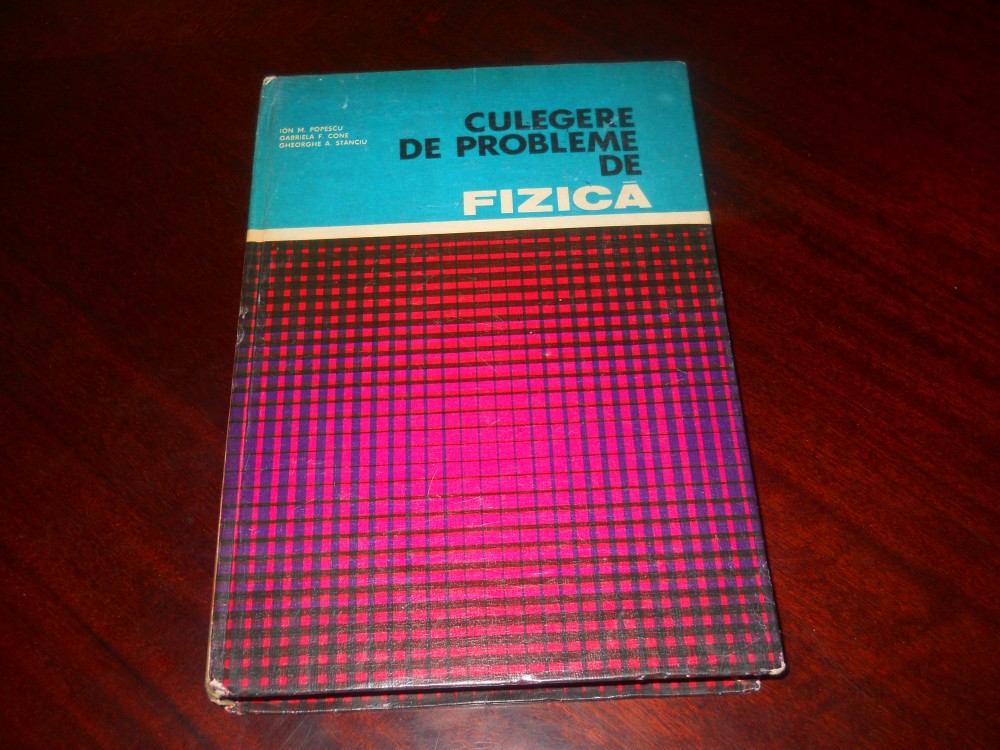 ION M. POPESCU
GABRIELA F. CONE
GHEORGHE A. STANCIU
CULEGERE
DE PROBLEME
DE
FIZICĂ